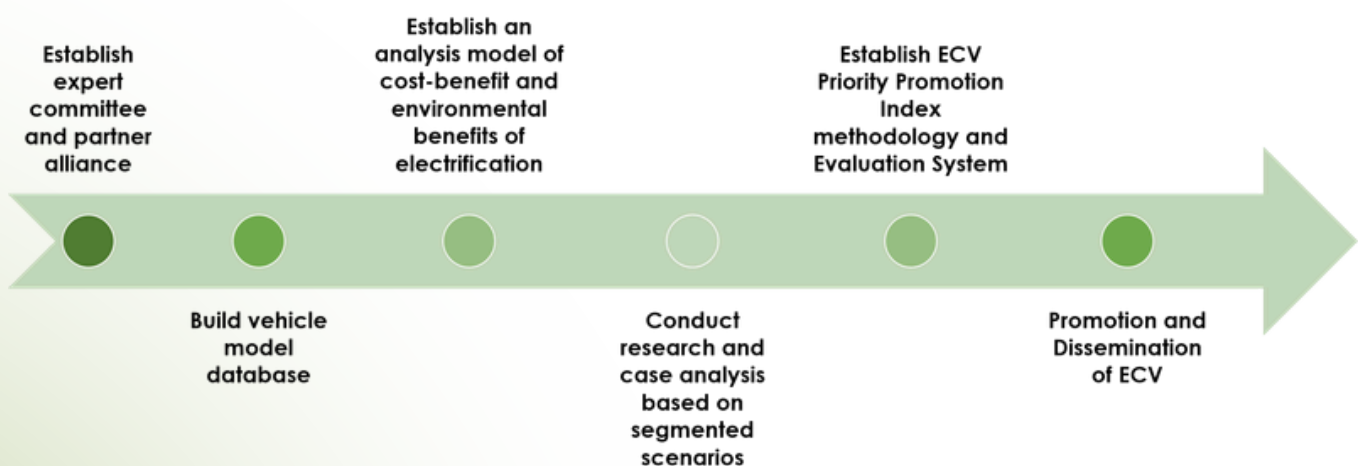 Establish
expert
committee
and partner
alliance
Build vehicle
model
database
Establish an
analysis model of
cost-benefit and
environmental
benefits of
electrification
Conduct
research and
case analysis
based on
segmented
scenarios
Establish ECV
Priority Promotion
Index
methodology and
Evaluation System
Promotion and
Dissemination
of ECV